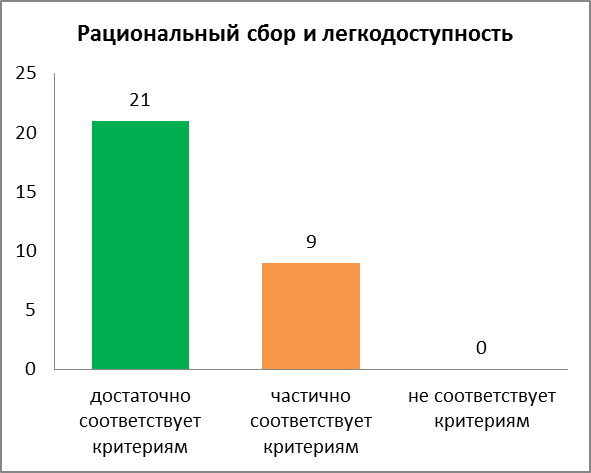 Рациональный сбор и легкодоступность
25
20
15
10
5
0
21
9
0
достаточно
соответствует
критериям
частично
соответствует
критериям
не соответствует
критериям